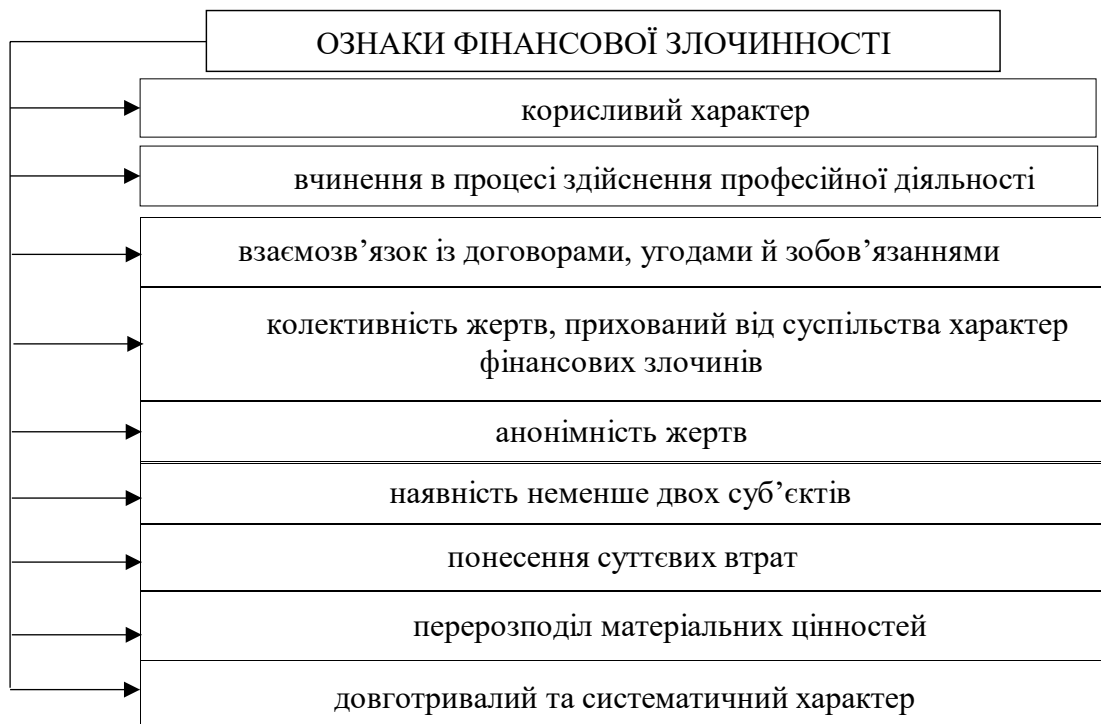 ОЗНАКИ ФІНАНСОВОЇ ЗЛОЧИННОСТІ
корисливий характер
вчинення в процесі здійснення професійної діяльності
взаємозв’язок із договорами, угодами й зобов’язаннями
колективність жертв, прихований від суспільства характер
фінансових злочинів
анонімність жертв
наявність неменше двох суб’єктів
понесення суттєвих втрат
перерозподіл матеріальних цінностей
довготривалий та систематичний характер